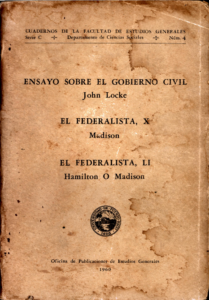 CUADERNOS DE LA FACULTAD DE ESTUDIOS GENERALES
Serie C Departamento de Ciencias Sociales Núm. 4
ENSAYO SOBRE EL GOBIERNO CIVIL
John Locke
EL FEDERALISTA, X
Madison
EL FEDERALISTA, LI
Hamilton O Madison
Oficina de Publicaciones de Estudios Generales